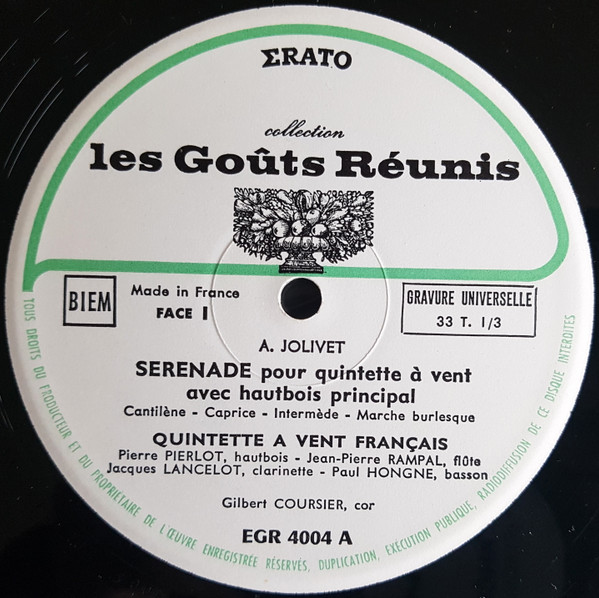 ΣRATO
collection
les Goûts Réunis
BIEM
Made in France
FACE 1
GRAVURE UNIVERSELLE
33 T. 1/3
A. JOLIVET
SERENADE pour quintette à vent
avec hautbois principal
Cantilène - Caprice - Intermède - Marche burlesque
QUINTETTE A VENT FRANÇAIS
Pierre PIERLOT, hautbois - Jean-Pierre RAMPAL, flûte
Jacques LANCELOT, clarinette - Paul HONGNE, basson
Gilbert COURSIER, cor
EGR 4004 A
TOUS DROITS DU PRODUCTEUR ET DU PROPRIETAIRE DE L'ŒUVRE ENREGISTRÉE RÉSERVÉS, DUPLICATION, EXÉCUTION PUBLIQUE, RADIODIFFUSION DE CE DISQUE INTERDITES